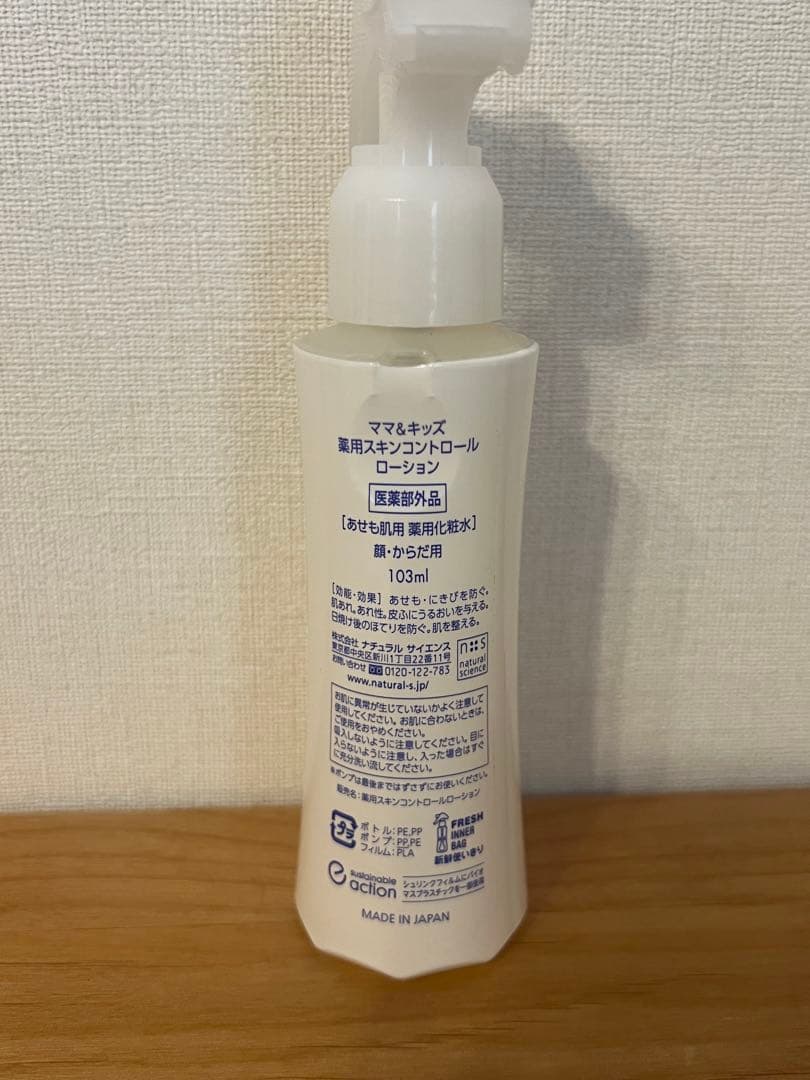 ママ&キッズ
薬用スキンコントロール
ローション
医薬部外品
[あせも肌用 薬用化粧水]
顔・からだ用
103ml
[効能・効果] あせも・にきびを防ぐ。
肌あれ。あれ性。皮ふにうるおいを与える。
日焼け後のほてりを防ぐ。肌を整える。
株式会社 ナチュラル サイエンス
東京都中央区新川1丁目22番11号
お問い合わせ 0120-122-783
www.natural-s.jp/
n::s
natural
science
お肌に異常が生じていないかよく注意して
使用してください。お肌に合わないときは、
ご使用をおやめください。
吸入しないように注意してください。目に
入らないように注意し、入った場合はすぐ
に充分洗い流してください。
※ポンプは最後まではずさずにお使いください。
販売名:薬用スキンコントロールローション
プラ
ボトル:PE,PP
ポンプ:PP,PE
フィルム:PLA
FRESH
INNER
BAG
新鮮使いきり
sustainable
action
シュリンクフィルムにバイオ
マスプラスチックを一部使用
MADE IN JAPAN